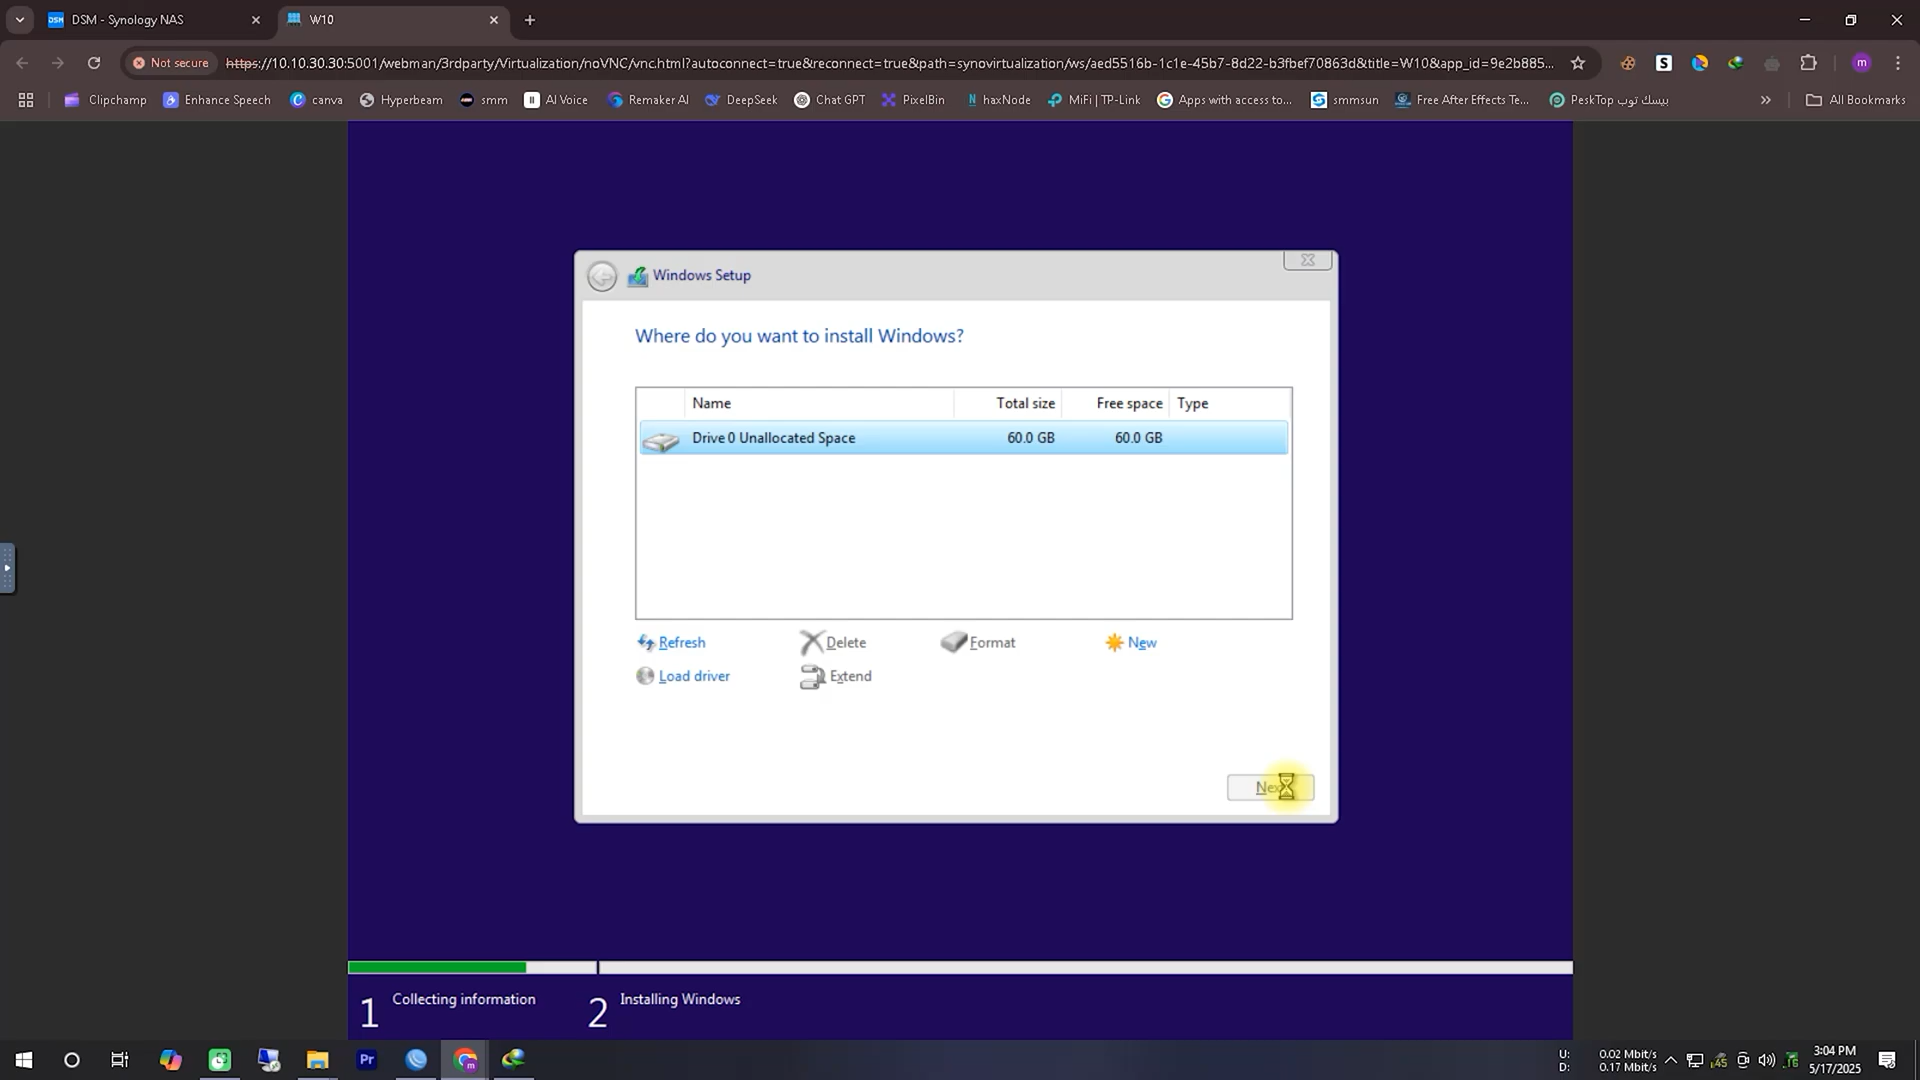 DSM - Synology NAS
W10
Not secure
https://10.10.30.30:5001/webman/3rdparty/Virtualization/noVNC/vnc.html?autoconnect=true&reconnect=true&path=synovirtualization/ws/aed5516b-1c1e-45b7-8d22-b3fbef70863d&title=W10&app_id=9e2b885...
Clipchamp
Enhance Speech
canva
Hyperbeam
smm
AI Voice
Remaker AI
DeepSeek
Chat GPT
PixelBin
haxNode
MiFi | TP-Link
Apps with access to...
smmsun
Free After Effects Te...
PeskTop بيسك توب
All Bookmarks
Windows Setup
Where do you want to install Windows?
Name Total size Free space Type
Drive 0 Unallocated Space 60.0 GB 60.0 GB
Refresh Delete Format New
Load driver Extend
1 Collecting information 2 Installing Windows
U: 0.02 Mbit/s
D: 0.17 Mbit/s
3:04 PM
5/17/2025